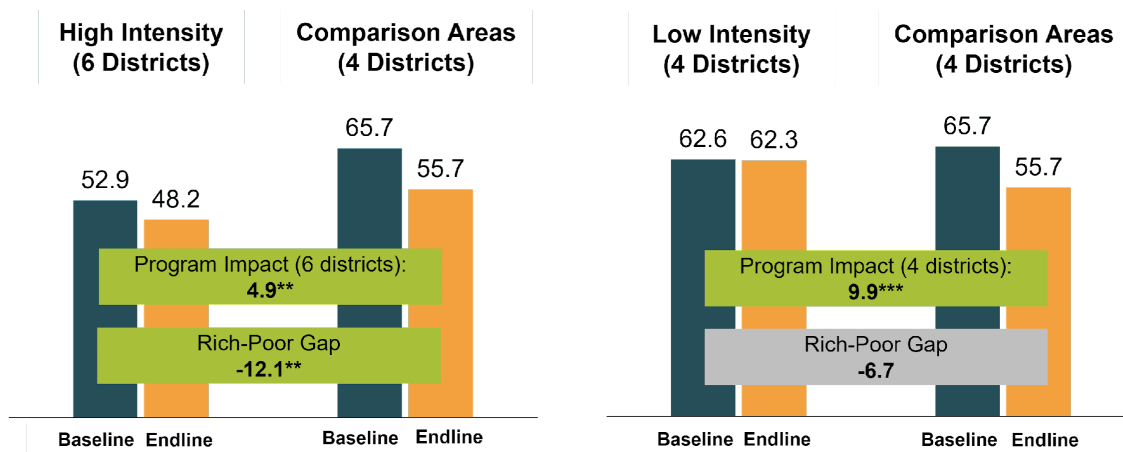 High Intensity
(6 Districts)
Comparison Areas
(4 Districts)
52.9
48.2
65.7
55.7
Program Impact (6 districts):
4.9**
Rich-Poor Gap
-12.1**
Baseline
Endline
Baseline
Endline
Low Intensity
(4 Districts)
Comparison Areas
(4 Districts)
62.6
62.3
65.7
55.7
Program Impact (4 districts):
9.9***
Rich-Poor Gap
-6.7
Baseline
Endline
Baseline
Endline